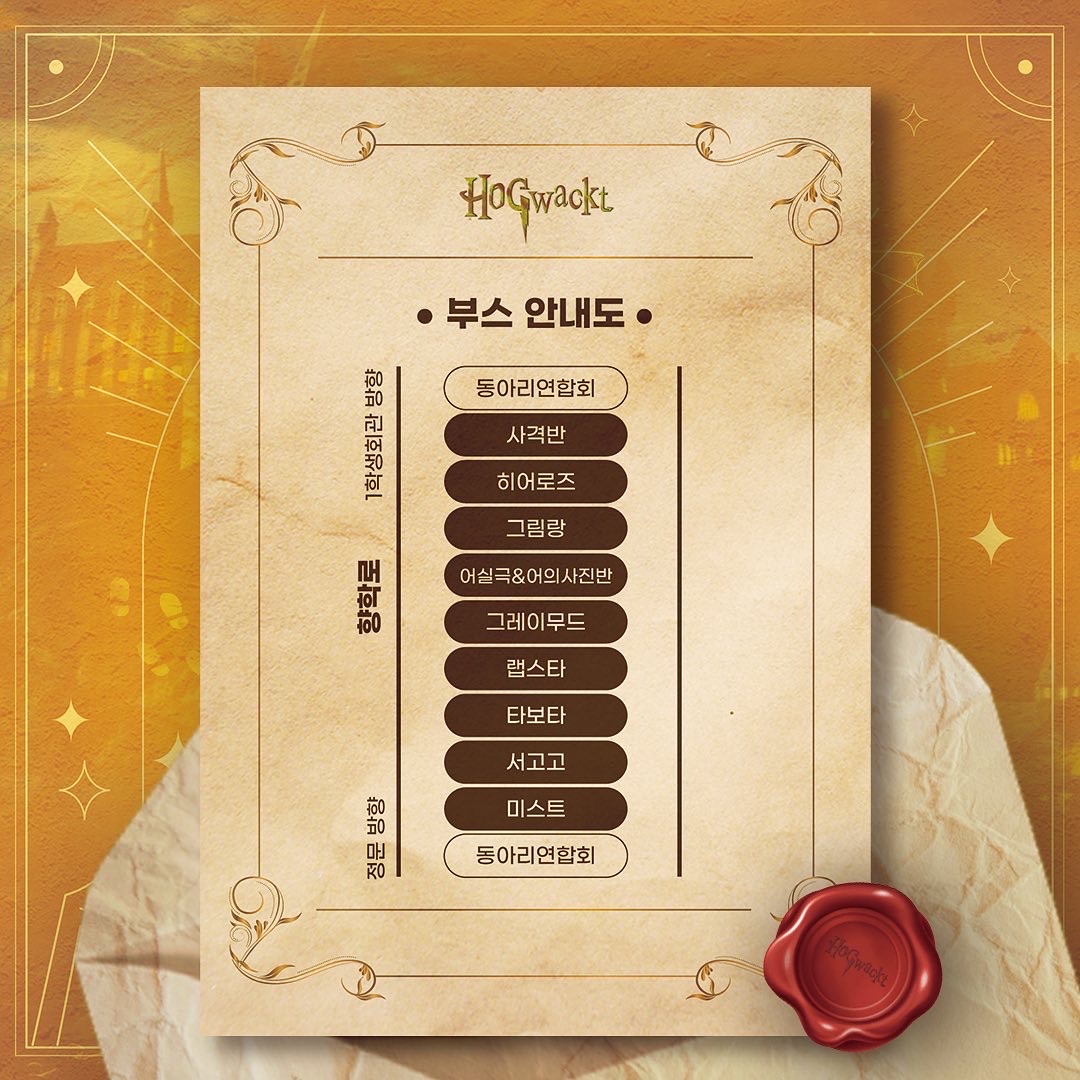 HOGwackt
• 부스 안내도 •
1학생회관 방향
향학로
정문 방향
동아리연합회
사격반
히어로즈
그림랑
어실극&어의사진반
그레이무드
랩스타
타보타
서고고
미스트
동아리연합회
HOGwackt